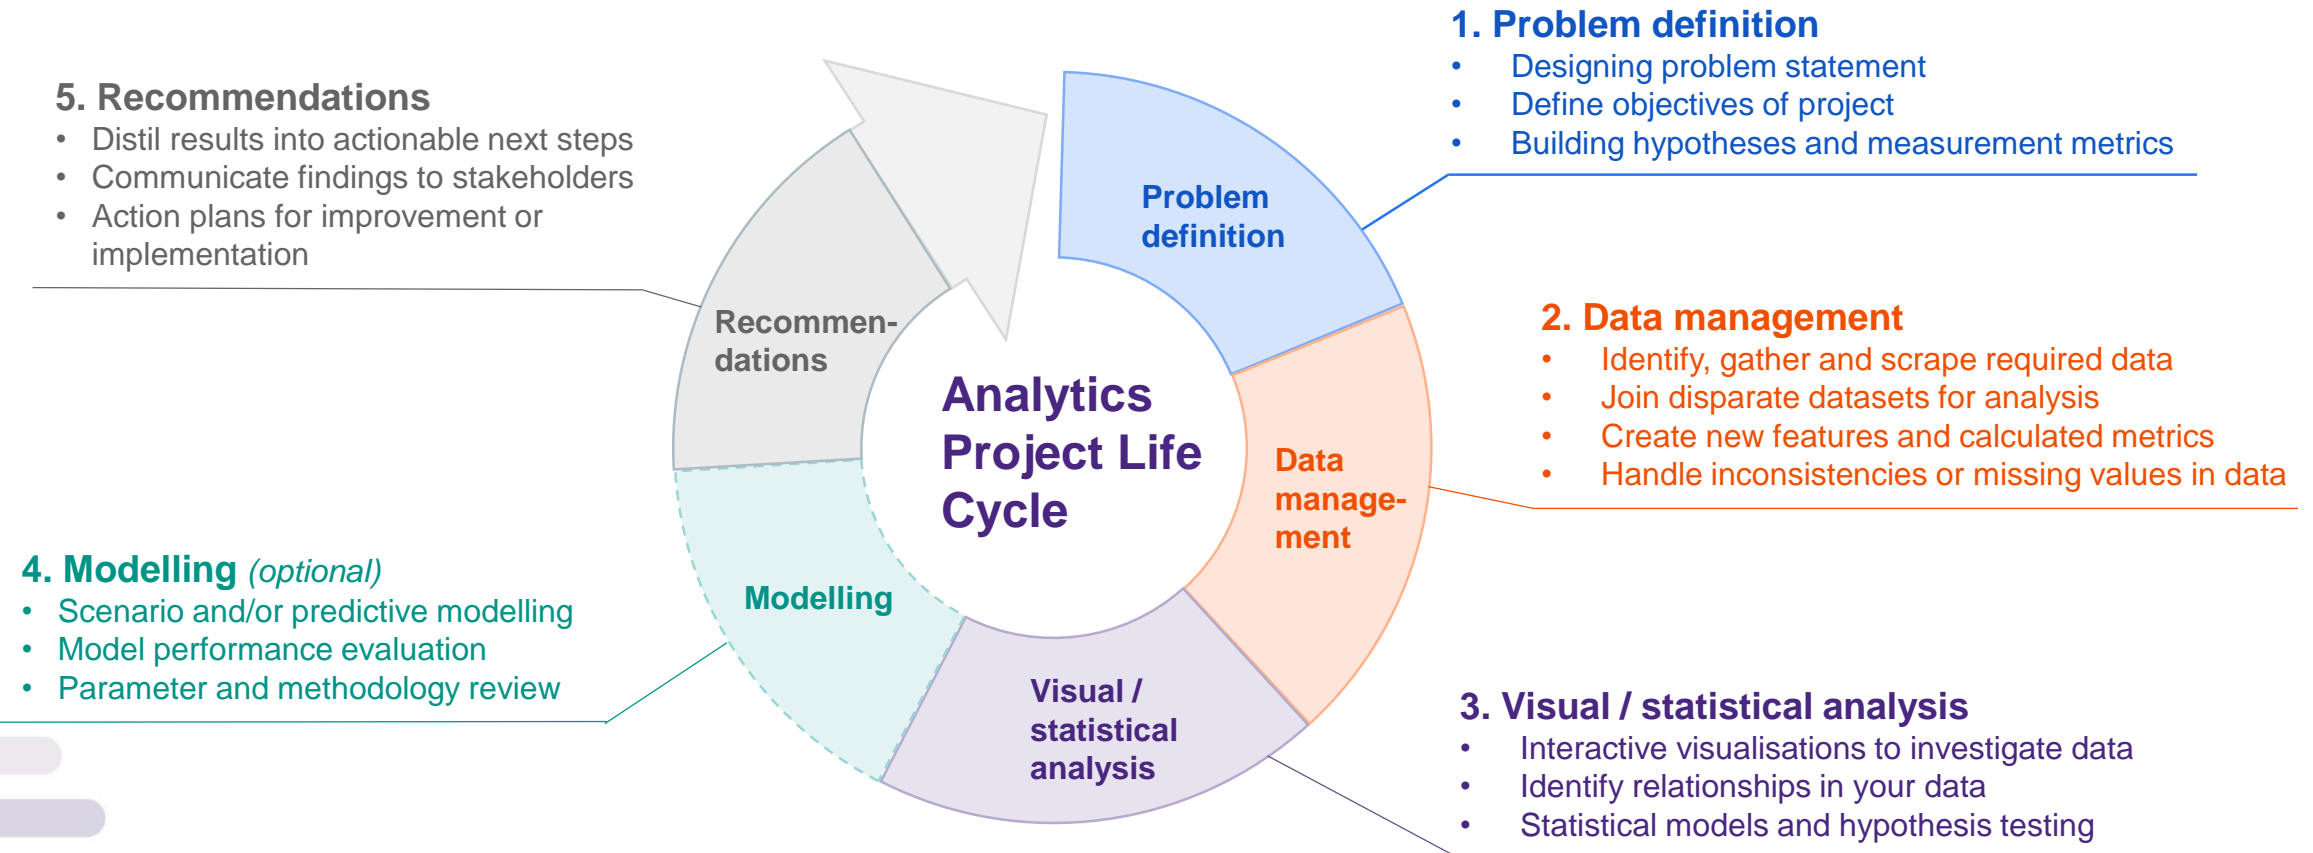 1. Problem definition
• Designing problem statement
• Define objectives of project
• Building hypotheses and measurement metrics
5. Recommendations
• Distil results into actionable next steps
• Communicate findings to stakeholders
• Action plans for improvement or
implementation
Problem
definition
2. Data management
• Identify, gather and scrape required data
• Join disparate datasets for analysis
• Create new features and calculated metrics
• Handle inconsistencies or missing values in data
Recommen-
dations
Analytics
Project Life
Cycle
Data
manage-
ment
4. Modelling (optional)
• Scenario and/or predictive modelling
• Model performance evaluation
• Parameter and methodology review
Modelling
Visual /
statistical
analysis
3. Visual / statistical analysis
• Interactive visualisations to investigate data
• Identify relationships in your data
• Statistical models and hypothesis testing